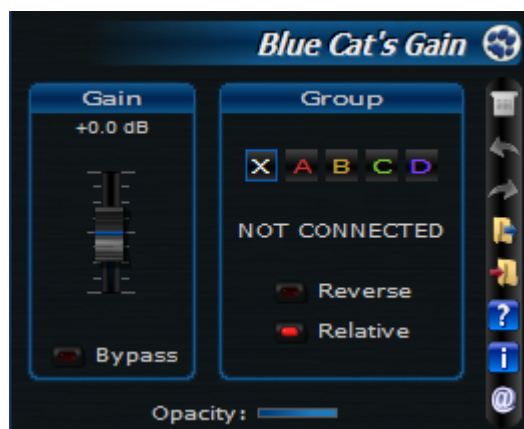 Blue Cat's Gain
Gain
+0.0 dB
Bypass
Group
X A B C D
NOT CONNECTED
Reverse
Relative
Opacity:
?
i
@